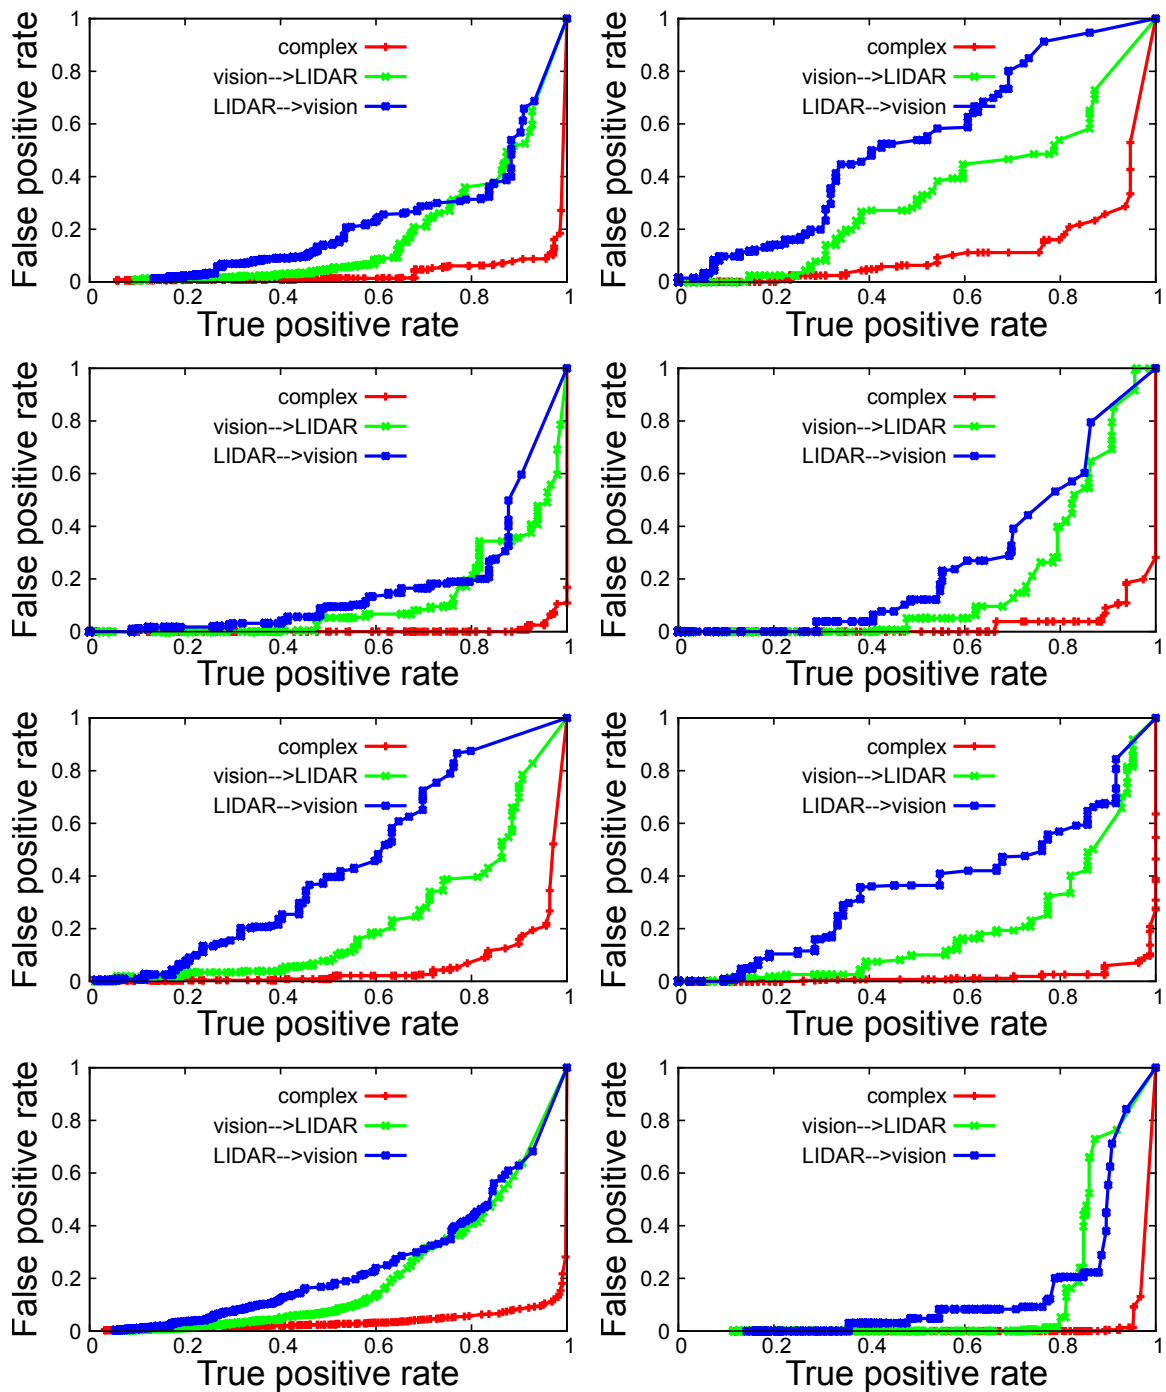 False positive rate
1
0.8
0.6
0.4
0.2
0
complex
vision-->LIDAR
LIDAR-->vision
0 0.2 0.4 0.6 0.8 1
True positive rate
False positive rate
1
0.8
0.6
0.4
0.2
0
complex
vision-->LIDAR
LIDAR-->vision
0 0.2 0.4 0.6 0.8 1
True positive rate
False positive rate
1
0.8
0.6
0.4
0.2
0
complex
vision-->LIDAR
LIDAR-->vision
0 0.2 0.4 0.6 0.8 1
True positive rate
False positive rate
1
0.8
0.6
0.4
0.2
0
complex
vision-->LIDAR
LIDAR-->vision
0 0.2 0.4 0.6 0.8 1
True positive rate
False positive rate
1
0.8
0.6
0.4
0.2
0
complex
vision-->LIDAR
LIDAR-->vision
0 0.2 0.4 0.6 0.8 1
True positive rate
False positive rate
1
0.8
0.6
0.4
0.2
0
complex
vision-->LIDAR
LIDAR-->vision
0 0.2 0.4 0.6 0.8 1
True positive rate
False positive rate
1
0.8
0.6
0.4
0.2
0
complex
vision-->LIDAR
LIDAR-->vision
0 0.2 0.4 0.6 0.8 1
True positive rate
False positive rate
1
0.8
0.6
0.4
0.2
0
complex
vision-->LIDAR
LIDAR-->vision
0 0.2 0.4 0.6 0.8 1
True positive rate